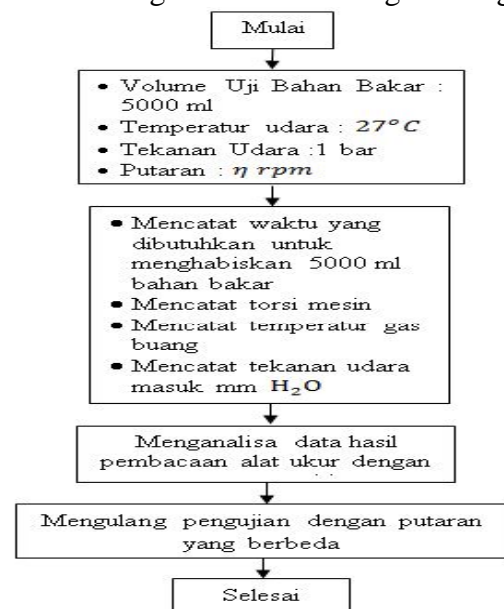 Mulai
• Volume Uji Bahan Bakar :
5000 ml
• Temperatur udara : 27°C
• Tekanan Udara :1 bar
• Putaran : η rpm
• Mencatat waktu yang
dibutuhkan untuk
menghabiskan 5000 ml
bahan bakar
• Mencatat torsi mesin
• Mencatat temperatur gas
buang
• Mencatat tekanan udara
masuk mm H₂O
Menganalisa data hasil
pembacaan alat ukur dengan
Mengulang pengujian dengan putaran
yang berbeda
Selesai